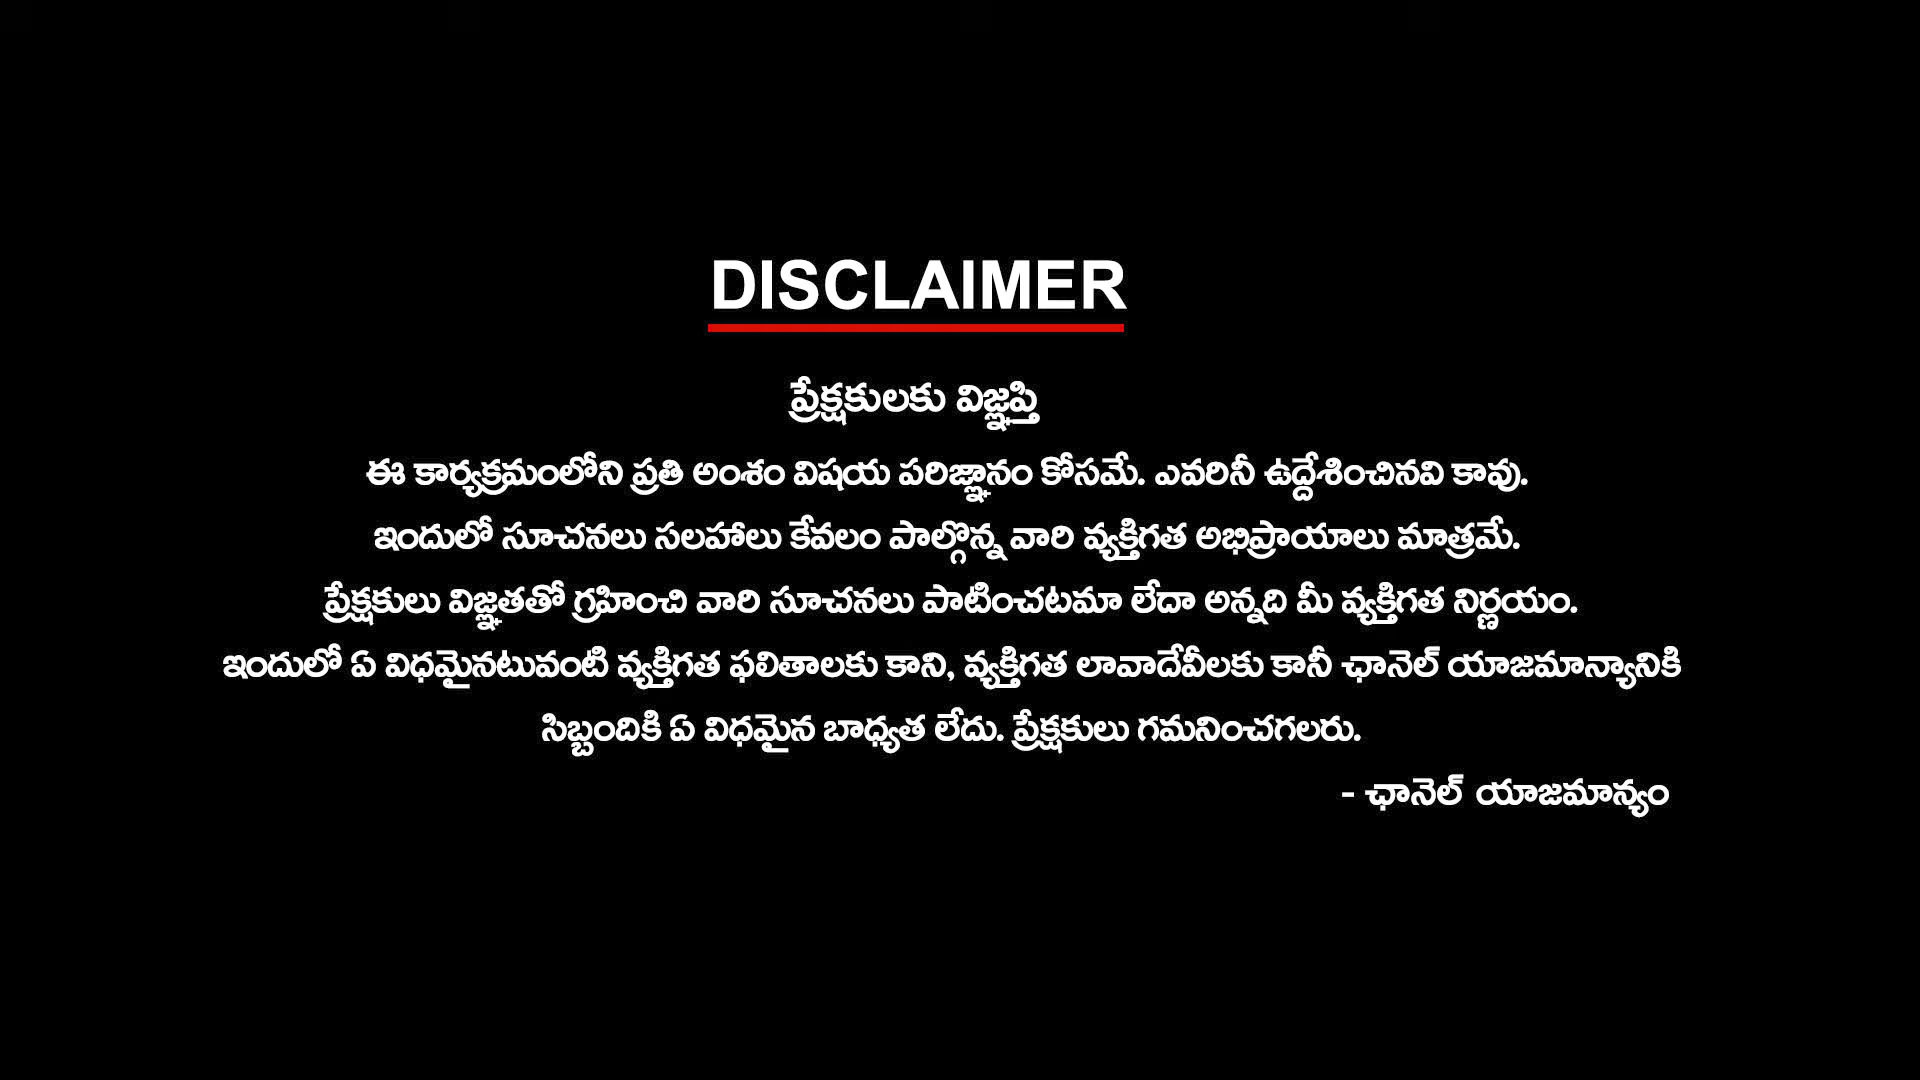 DISCLAIMER
ప్రేక్షకులకు విజ్ఞప్తి
ఈ కార్యక్రమంలోని ప్రతి అంశం విషయ పరిజ్ఞానం కోసమే. ఎవరినీ ఉద్దేశించినవి కావు.
ఇందులో సూచనలు సలహాలు కేవలం పాల్గొన్న వారి వ్యక్తిగత అభిప్రాయాలు మాత్రమే.
ప్రేక్షకులు విజ్ఞతతో గ్రహించి వారి సూచనలు పాటించటమా లేదా అన్నది మీ వ్యక్తిగత నిర్ణయం.
ఇందులో ఏ విధమైనటువంటి వ్యక్తిగత ఫలితాలకు కాని, వ్యక్తిగత లావాదేవీలకు కానీ ఛానెల్ యాజమాన్యానికి
సిబ్బందికి ఏ విధమైన బాధ్యత లేదు. ప్రేక్షకులు గమనించగలరు.
- ఛానెల్ యాజమాన్యం